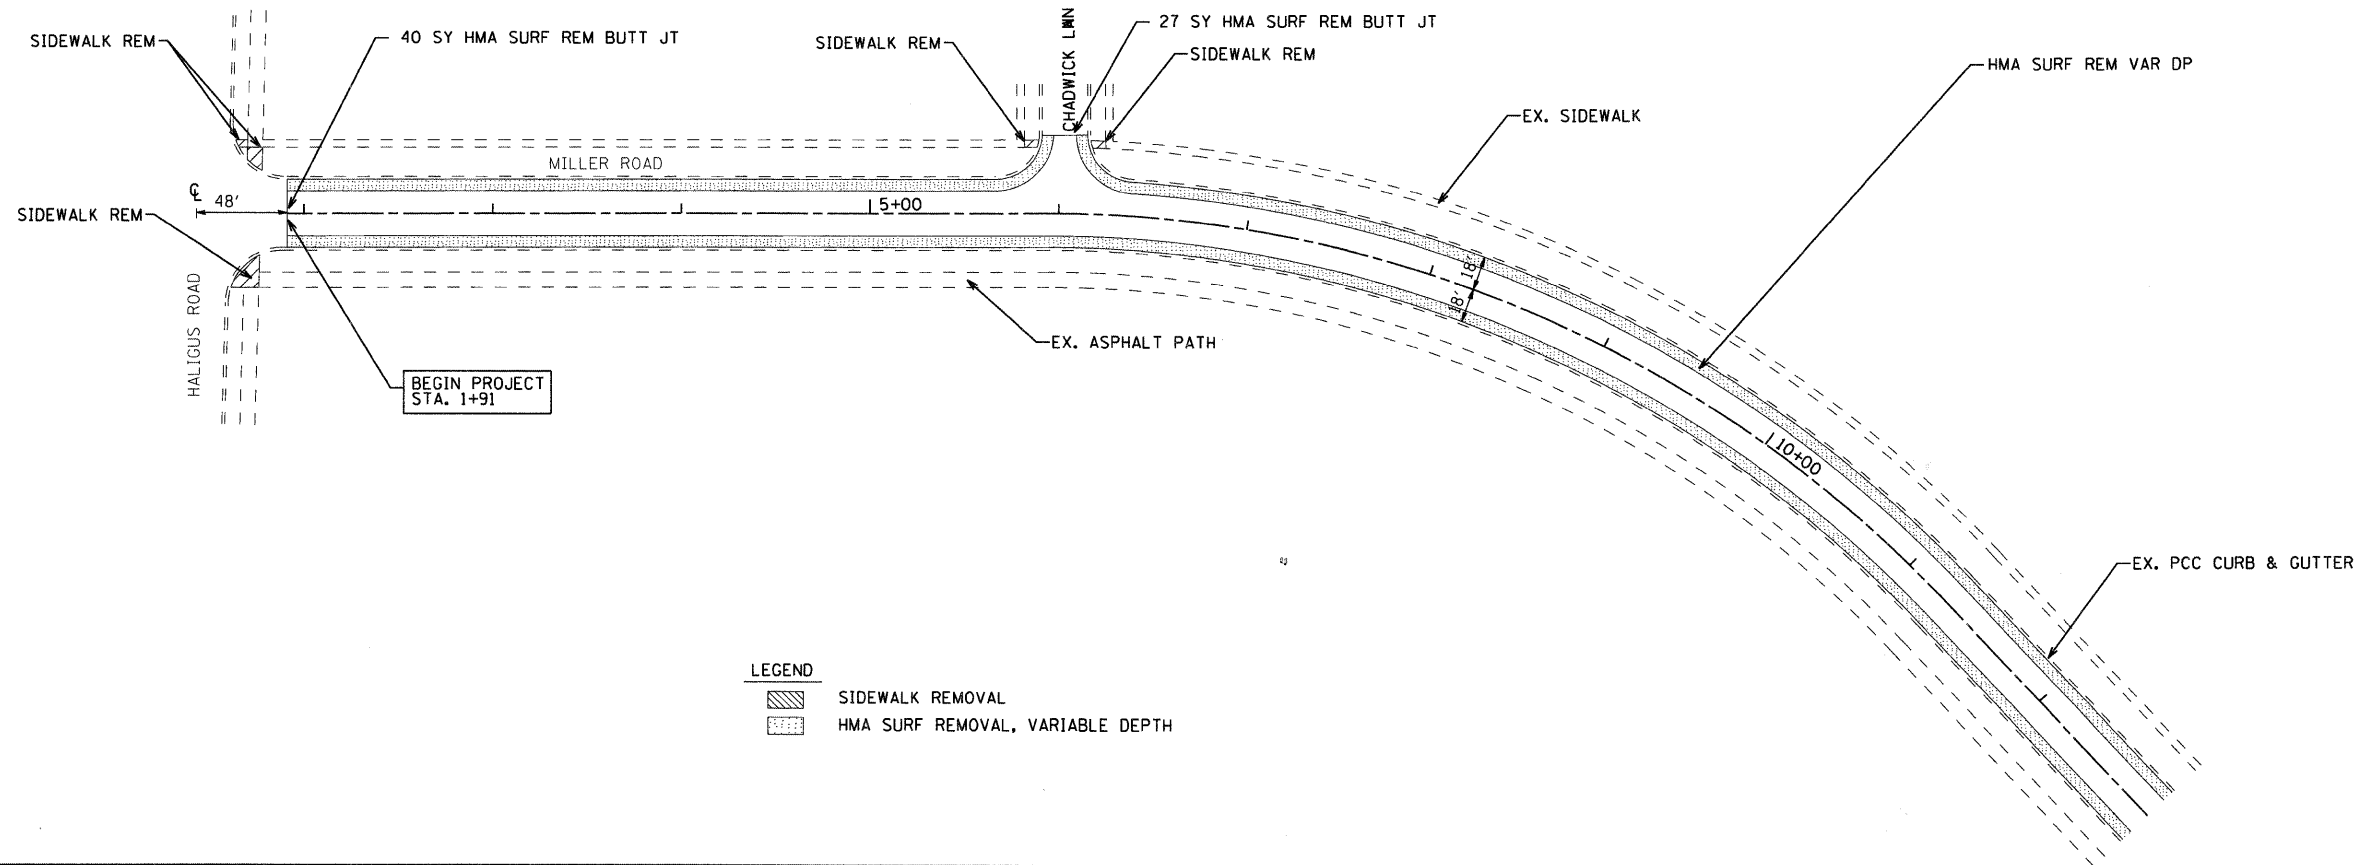 SIDEWALK REM
40 SY HMA SURF REM BUTT JT
SIDEWALK REM
CHADWICK
27 SY HMA SURF REM BUTT JT
SIDEWALK REM
HMA SURF REM VAR DP
EX. SIDEWALK
MILLER ROAD
℄
48'
SIDEWALK REM
5+00
18'
18'
HALIGUS ROAD
EX. ASPHALT PATH
BEGIN PROJECT
STA. 1+91
10+00
EX. PCC CURB & GUTTER
LEGEND
SIDEWALK REMOVAL
HMA SURF REMOVAL, VARIABLE DEPTH